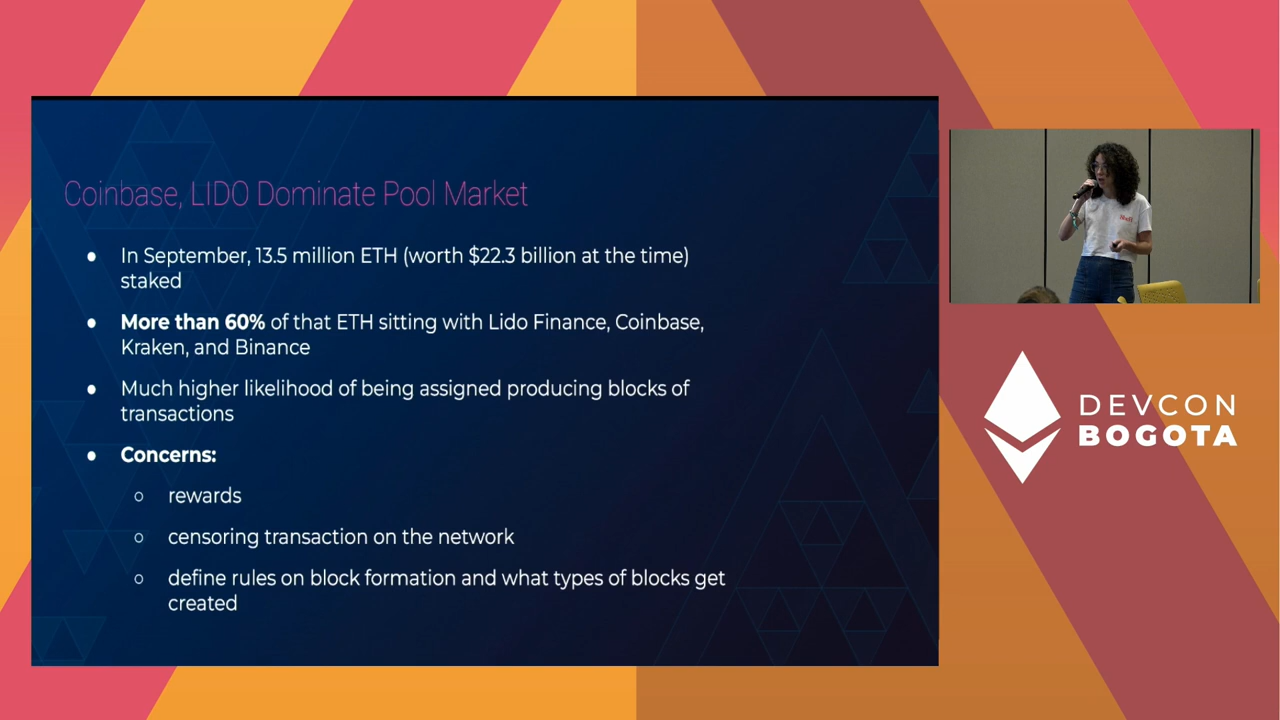 Coinbase, LIDO Dominate Pool Market
● In September, 13.5 million ETH (worth $22.3 billion at the time)
staked
● More than 60% of that ETH sitting with Lido Finance, Coinbase,
Kraken, and Binance
● Much higher likelihood of being assigned producing blocks of
transactions
● Concerns:
○ rewards
○ censoring transaction on the network
○ define rules on block formation and what types of blocks get
created
DEVCON
BOGOTA